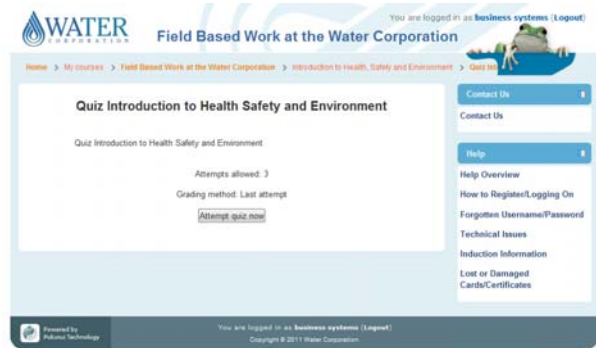 You are logged in as business systems (Logout)
WATER
CORPORATION
Field Based Work at the Water Corporation
Home > My courses > Field Based Work at the Water Corporation > Introduction to Health, Safety and Environment > Quiz
Quiz Introduction to Health Safety and Environment
Quiz Introduction to Health Safety and Environment
Attempts allowed: 3
Grading method: Last attempt
Attempt quiz now
Contact Us
Contact Us
Help
Help Overview
How to Register/Logging On
Forgotten Username/Password
Technical Issues
Induction Information
Lost or Damaged
Cards/Certificates
Powered by
Technology
You are logged in as business systems (Logout)
Copyright © 2011 Water Corporation